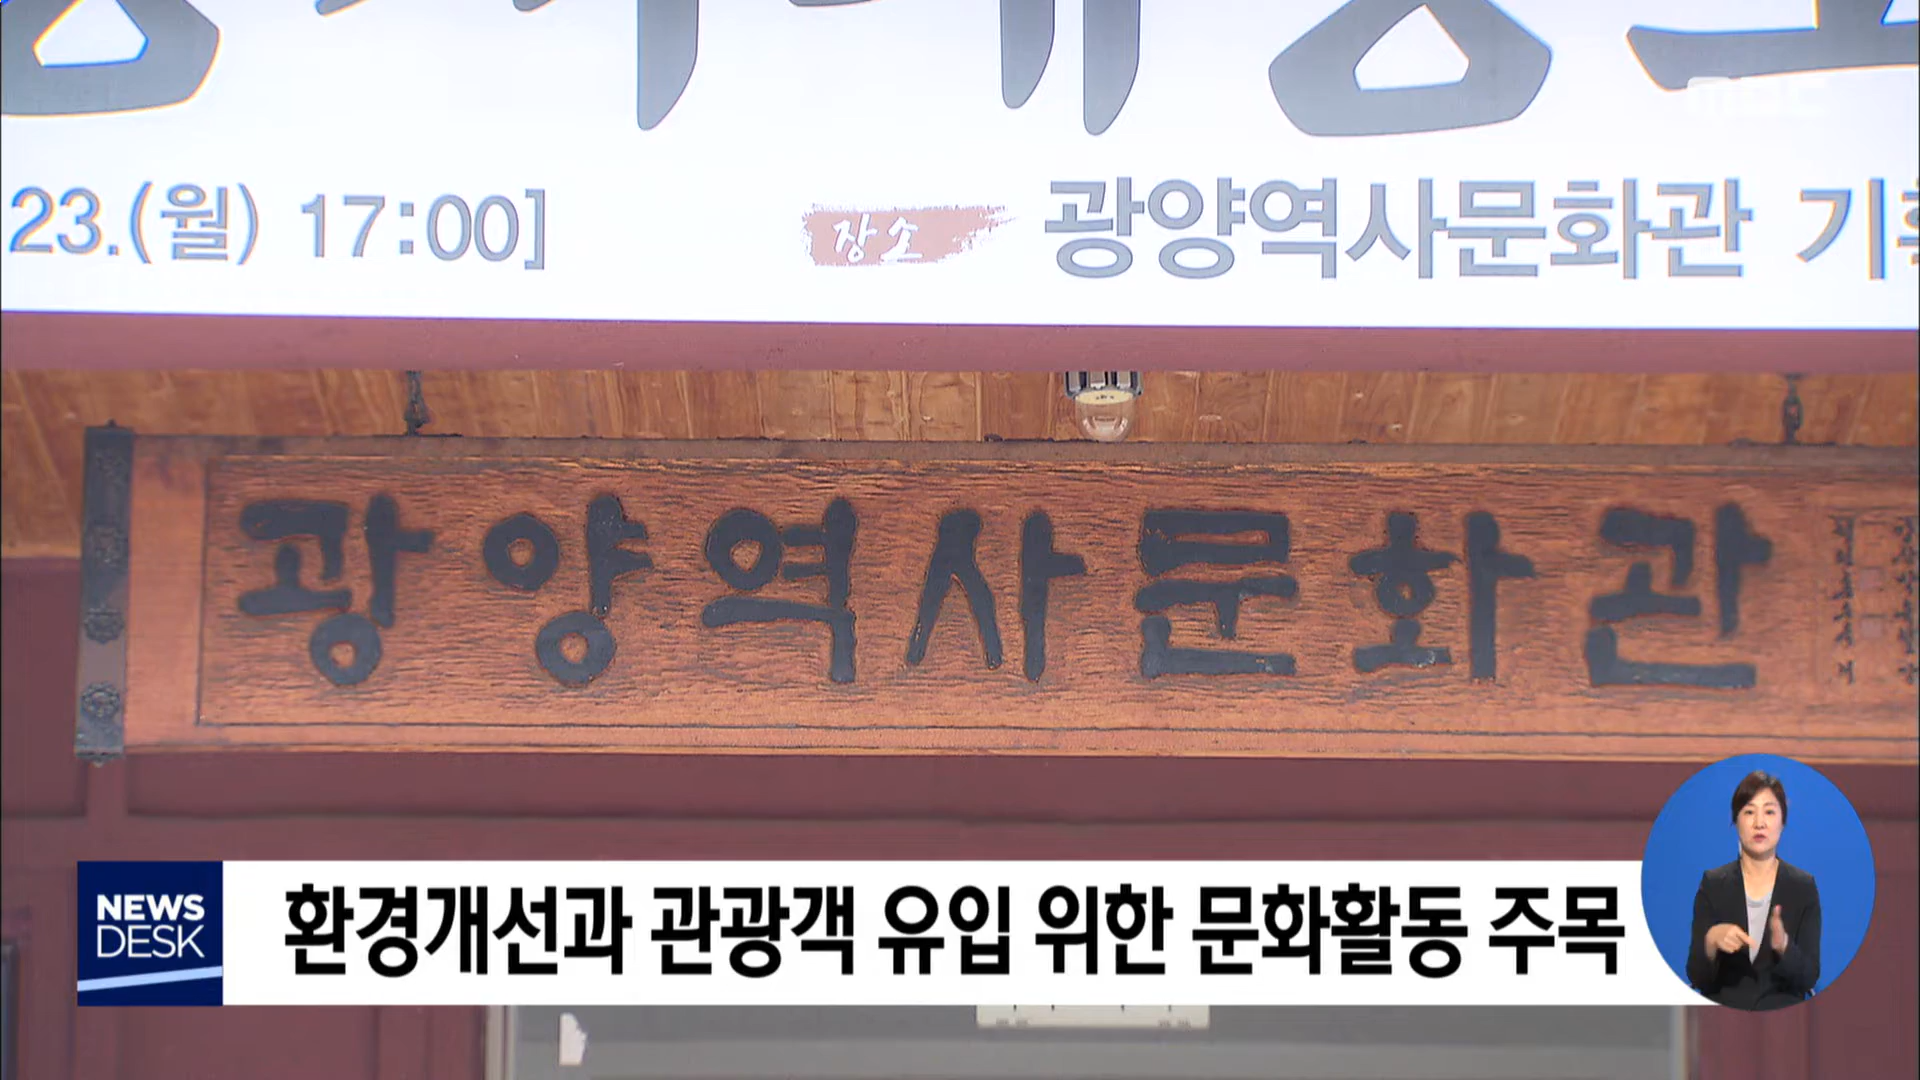 MBC
23.(월) 17:00]
장소 광양역사문화관
광양역사문화관
NEWS
DESK
환경개선과 관광객 유입 위한 문화활동 주목